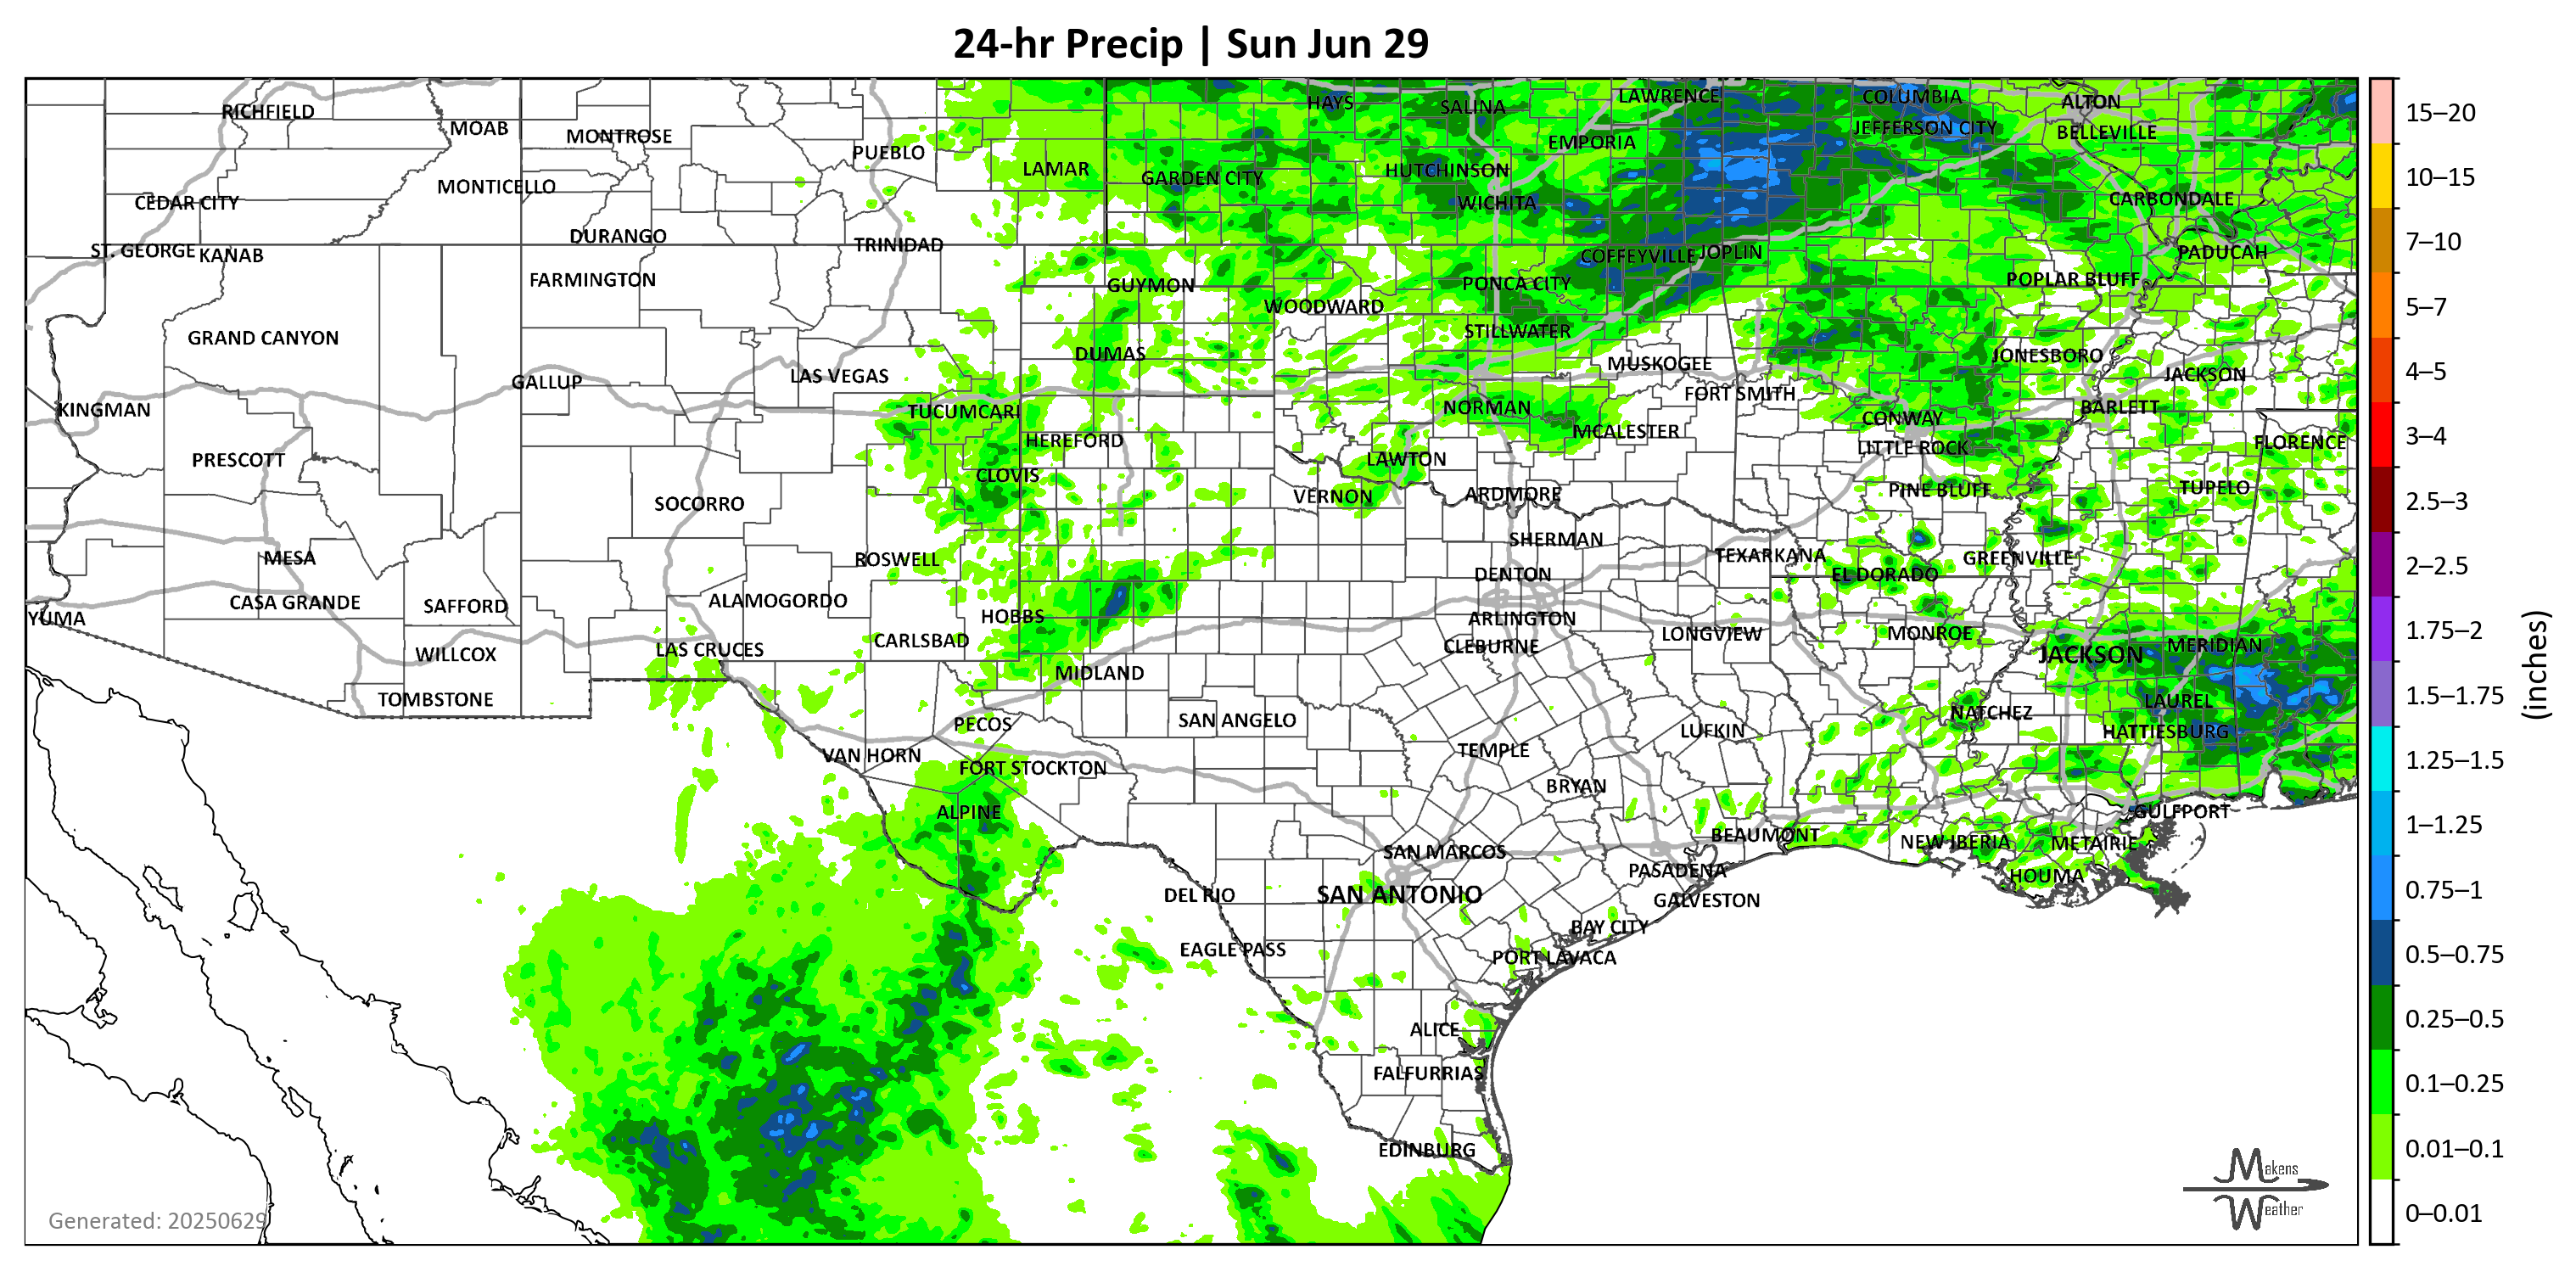 24-hr Precip | Sun Jun 29
RICHFIELD
MOAB
MONTROSE
PUEBLO
LAMAR
HAYS
SALINA
LAWRENCE
COLUMBIA
ALTON
JEFFERSON CITY
BELLEVILLE
EMPORIA
HUTCHINSON
GARDEN CITY
WICHITA
CARBONDALE
CEDAR CITY
MONTICELLO
DURANGO
TRINIDAD
ST. GEORGE
KANAB
COFFEYVILLE
JOPLIN
PADUCAH
FARMINGTON
GUYMON
PONCA CITY
POPLAR BLUFF
WOODWARD
GRAND CANYON
STILLWATER
DUMAS
MUSKOGEE
JONESBORO
GALLUP
LAS VEGAS
JACKSON
KINGMAN
TUCUMCARI
NORMAN
FORT SMITH
BARLETT
CONWAY
HEREFORD
MCALESTER
LITTLE ROCK
FLORENCE
PRESCOTT
CLOVIS
LAWTON
SOCORRO
VERNON
ARDMORE
PINE BLUFF
TUPELO
MESA
ROSWELL
SHERMAN
TEXARKANA
GREENVILLE
DENTON
EL DORADO
YUMA
CASA GRANDE
SAFFORD
ALAMOGORDO
HOBBS
ARLINGTON
LONGVIEW
MONROE
WILLCOX
LAS CRUCES
CARLSBAD
CLEBURNE
JACKSON
MERIDIAN
TOMBSTONE
MIDLAND
LAUREL
PECOS
SAN ANGELO
NATCHEZ
VAN HORN
TEMPLE
LUFKIN
HATTIESBURG
FORT STOCKTON
BRYAN
ALPINE
GULFPORT
BEAUMONT
SAN MARCOS
NEW IBERIA
METAIRIE
PASADENA
HOUMA
DEL RIO
SAN ANTONIO
GALVESTON
BAY CITY
EAGLE PASS
PORT LAVACA
ALICE
FALFURRIAS
EDINBURG
Generated: 20250629
Makens
Weather
15–20
10–15
7–10
5–7
4–5
3–4
2.5–3
2–2.5
1.75–2
1.5–1.75
1.25–1.5
1–1.25
0.75–1
0.5–0.75
0.25–0.5
0.1–0.25
0.01–0.1
0–0.01
(inches)